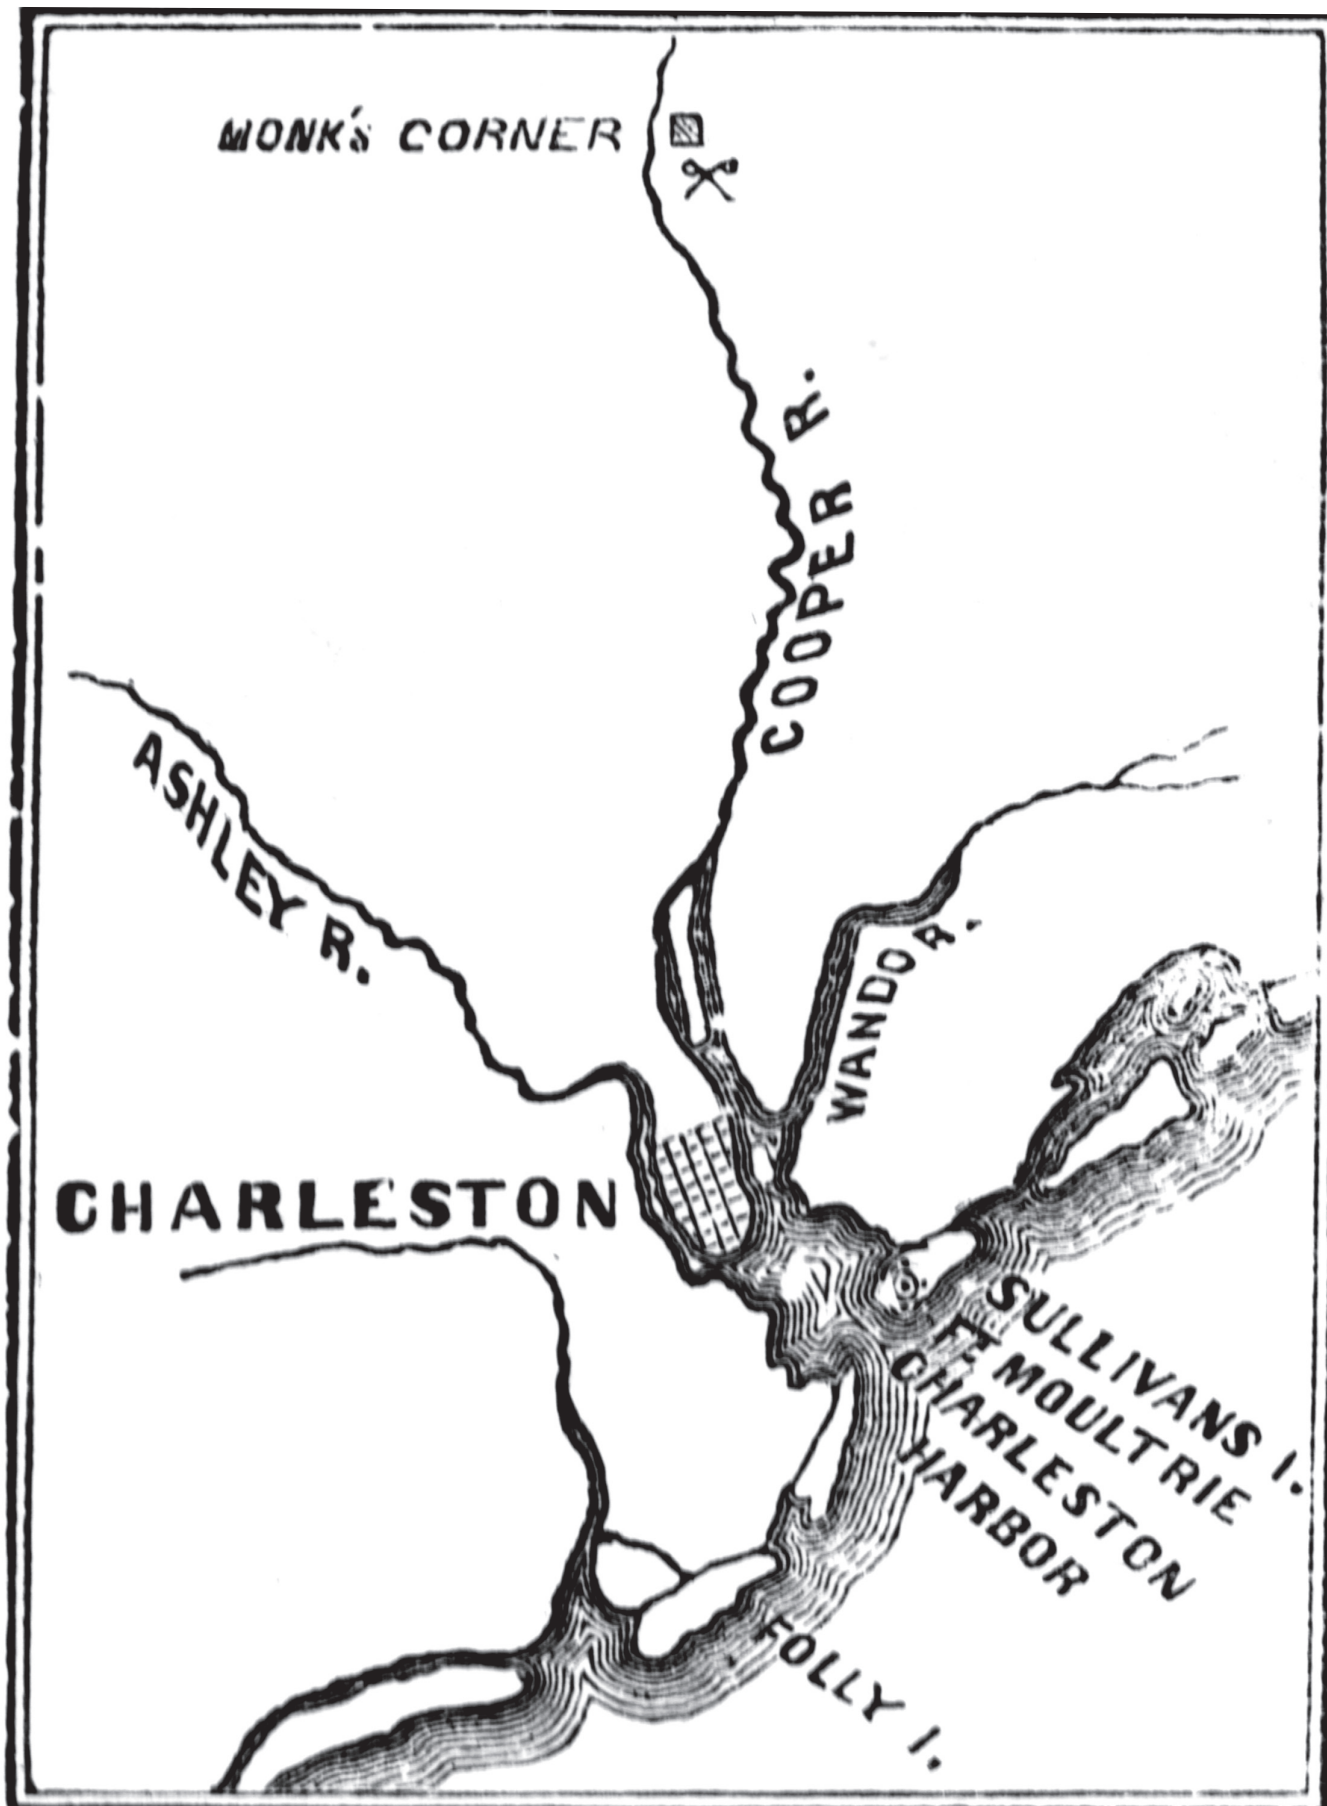 MONK'S CORNER
COOPER R.
ASHLEY R.
WANDO R.
CHARLESTON
SULLIVANS I.
FT MOULTRIE
CHARLESTON
HARBOR
FOLLY I.